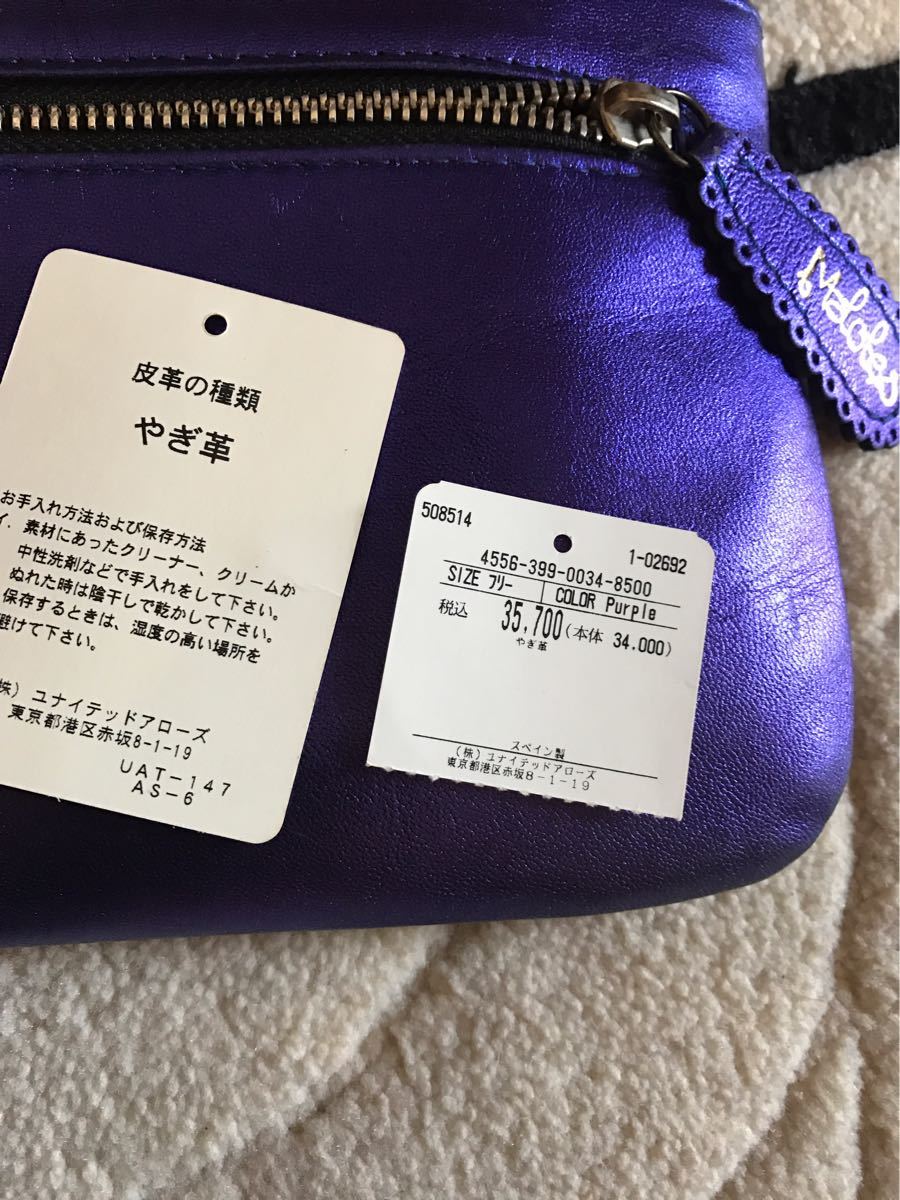 皮革の種類
やぎ革
お手入れ方法および保存方法
イ、素材にあったクリーナー、クリームか
中性洗剤などで手入れをして下さい。
ぬれた時は陰干しで乾かして下さい。
保存するときは、湿度の高い場所を
避けて下さい。
株）ユナイテッドアローズ
東京都港区赤坂8-1-19
UAT-147
AS-6
508514
1-02692
4556-399-0034-8500
SIZE フリー COLOR Purple
税込 35,700(本体 34,000)
やぎ革
スペイン製
(株)ユナイテッドアローズ
東京都港区赤坂8-1-19